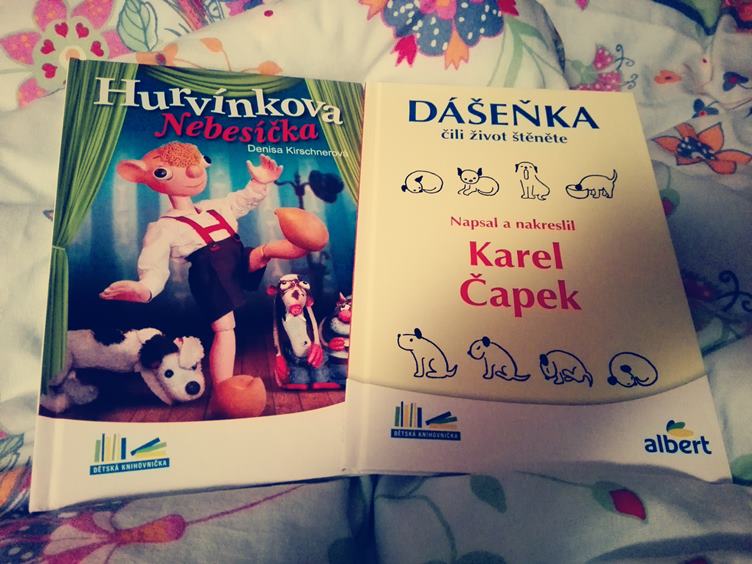 Hurvínkova
Nebesíčka
Denisa Kirschnerová
DĚTSKÁ KNIHOVNIČKA
DÁŠEŇKA
čili život štěněte
Napsal a nakreslil
Karel
Čapek
DĚTSKÁ KNIHOVNIČKA
albert